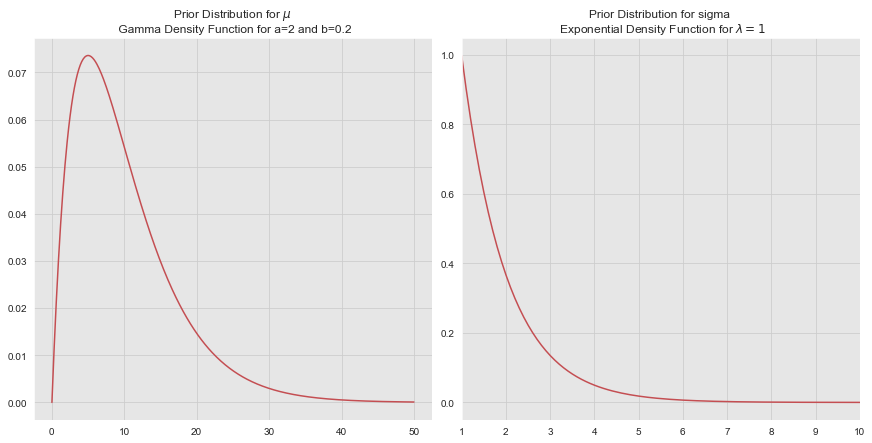 Prior Distribution for μ
Gamma Density Function for a=2 and b=0.2
0.07
0.06
0.05
0.04
0.03
0.02
0.01
0.00
0 10 20 30 40 50
Prior Distribution for sigma
Exponential Density Function for λ = 1
1.0
0.8
0.6
0.4
0.2
0.0
1 2 3 4 5 6 7 8 9 10